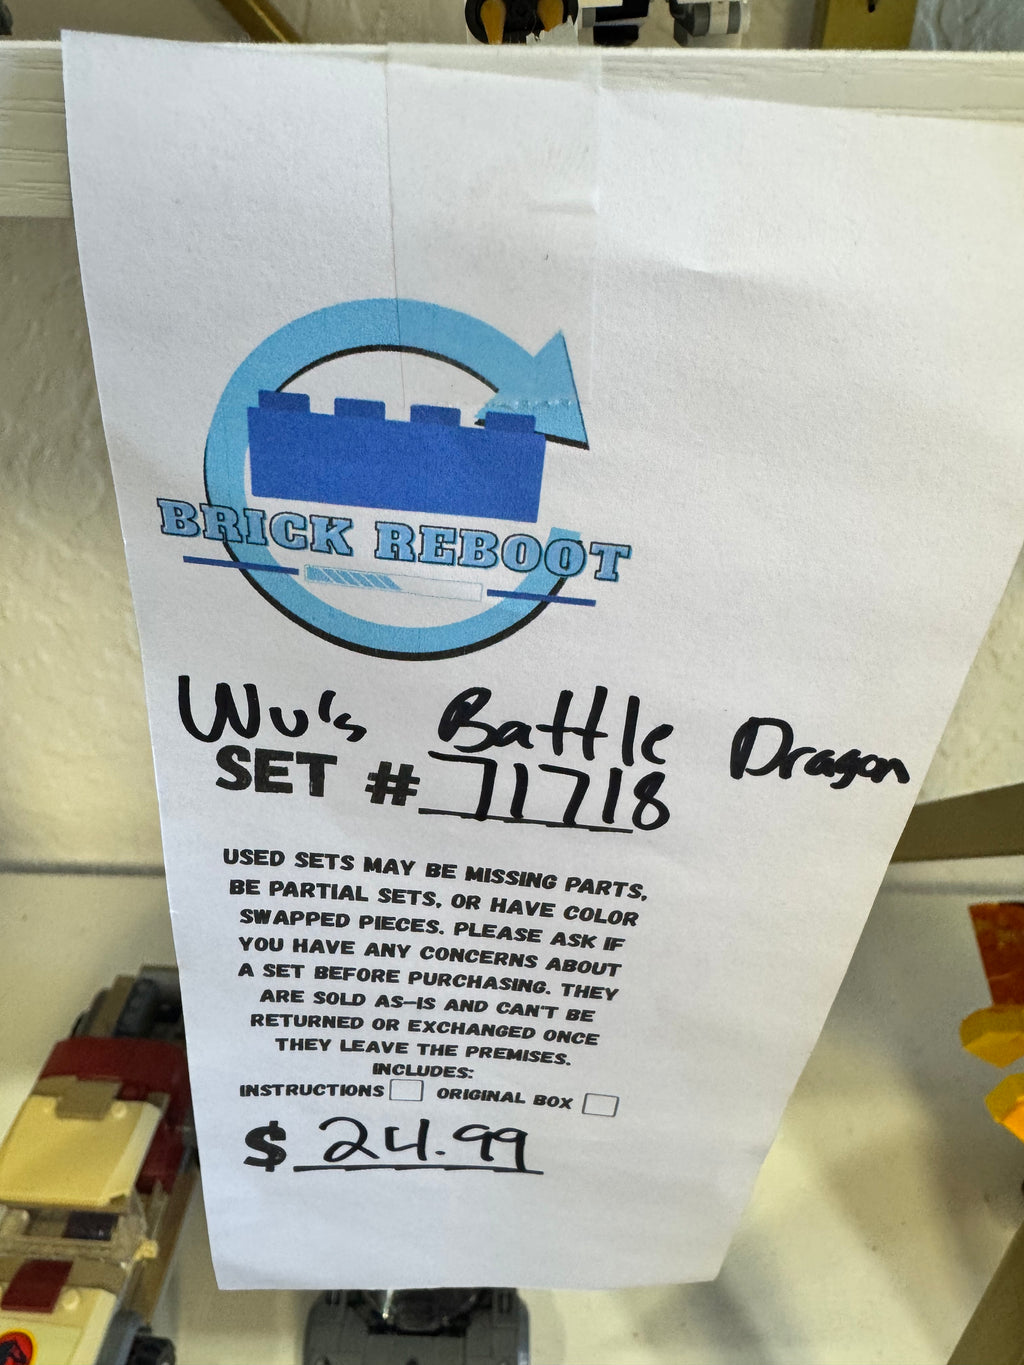 BRICK REBOOT
Wu's Battle Dragon
SET # 71718
USED SETS MAY BE MISSING PARTS,
BE PARTIAL SETS, OR HAVE COLOR
SWAPPED PIECES. PLEASE ASK IF
YOU HAVE ANY CONCERNS ABOUT
A SET BEFORE PURCHASING. THEY
ARE SOLD AS-IS AND CAN'T BE
RETURNED OR EXCHANGED ONCE
THEY LEAVE THE PREMISES.
INCLUDES:
INSTRUCTIONS ORIGINAL BOX
$ 24.99